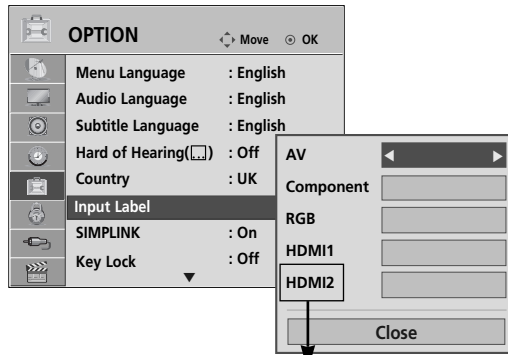 OPTION
Move OK
Menu Language : English
Audio Language : English
Subtitle Language : English
Hard of Hearing(...) : Off
Country : UK
Input Label
SIMPLINK : On
Key Lock : Off
AV
Component
RGB
HDMI1
HDMI2
Close